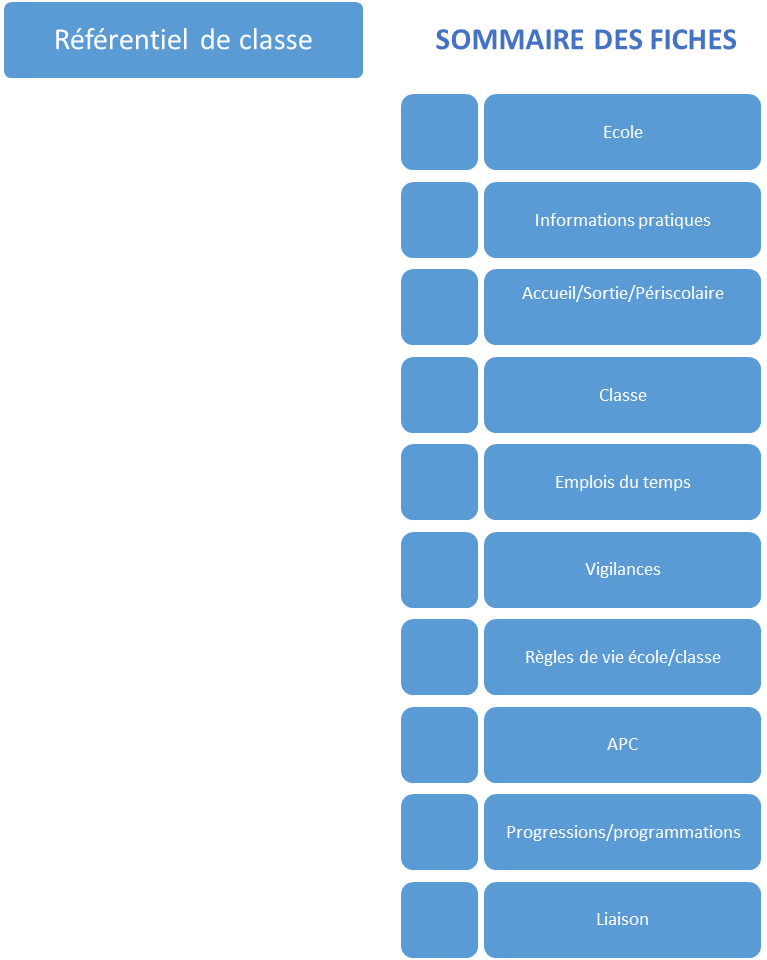 Référentiel de classe
SOMMAIRE DES FICHES
Ecole
Informations pratiques
Accueil/Sortie/Périscolaire
Classe
Emplois du temps
Vigilances
Règles de vie école/classe
APC
Progressions/programmations
Liaison